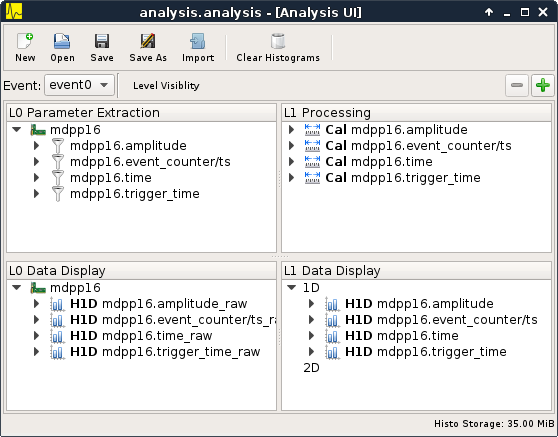 analysis.analysis - [Analysis UI]
New Open Save Save As Import Clear Histograms
Event: event0 Level Visiblity
L0 Parameter Extraction
mdpp16
mdpp16.amplitude
mdpp16.event_counter/ts
mdpp16.time
mdpp16.trigger_time
L1 Processing
Cal mdpp16.amplitude
Cal mdpp16.event_counter/ts
Cal mdpp16.time
Cal mdpp16.trigger_time
L0 Data Display
mdpp16
H1D mdpp16.amplitude_raw
H1D mdpp16.event_counter/ts_ra
H1D mdpp16.time_raw
H1D mdpp16.trigger_time_raw
L1 Data Display
1D
H1D mdpp16.amplitude
H1D mdpp16.event_counter/ts
H1D mdpp16.time
H1D mdpp16.trigger_time
2D
Histo Storage: 35.00 MiB